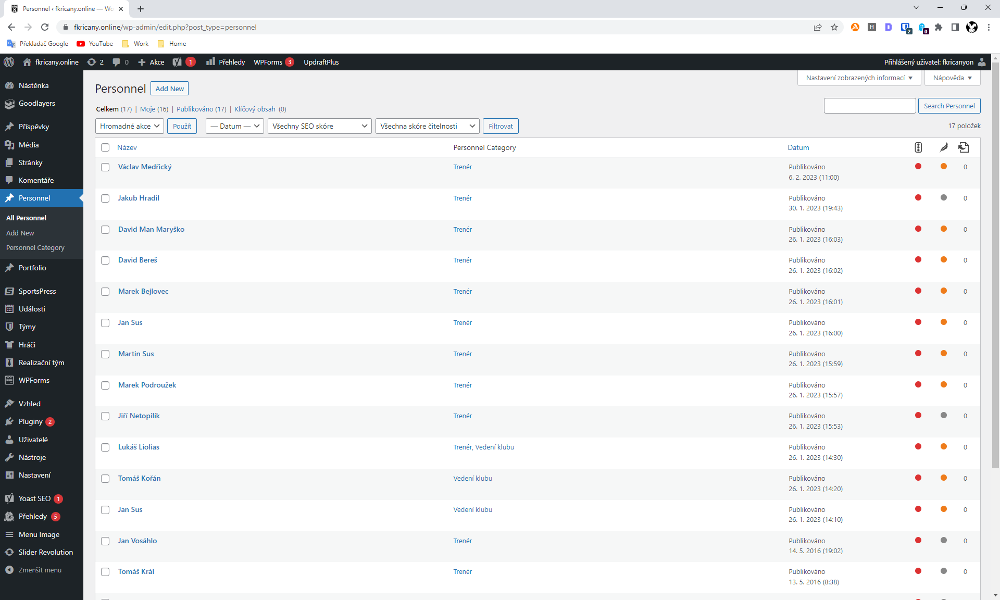 Personnel ‹ fkricany.online — Wo
fkricany.online/wp-admin/edit.php?post_type=personnel
H
2
0
Překladač Google
YouTube
Work
Home
fkricany.online
2
0
Akce
1
Přehledy
WPForms 3
UpdraftPlus
Přihlášený uživatel: fkricanyon
Nástěnka
Goodlayers
Příspěvky
Média
Stránky
Komentáře
Personnel
All Personnel
Add New
Personnel Category
Portfolio
SportsPress
Události
Týmy
Hráči
Realizační tým
WPForms
Vzhled
Pluginy 2
Uživatelé
Nástroje
Nastavení
Yoast SEO 1
Přehledy 5
Menu Image
Slider Revolution
Zmenšit menu
Nastavení zobrazených informací ▼
Nápověda ▼
Personnel Add New
Celkem (17) | Moje (16) | Publikováno (17) | Klíčový obsah (0)
Search Personnel
Hromadné akce Použít — Datum — Všechny SEO skóre Všechna skóre čitelnosti Filtrovat
17 položek
Název Personnel Category Datum
Václav Medřický Trenér Publikováno 0
6. 2. 2023 (11:00)
Jakub Hradil Trenér Publikováno 0
30. 1. 2023 (19:43)
David Man Maryško Trenér Publikováno 0
26. 1. 2023 (16:03)
David Bereš Trenér Publikováno 0
26. 1. 2023 (16:02)
Marek Bejlovec Trenér Publikováno 0
26. 1. 2023 (16:01)
Jan Sus Trenér Publikováno 0
26. 1. 2023 (16:00)
Martin Sus Trenér Publikováno 0
26. 1. 2023 (15:59)
Marek Podroužek Trenér Publikováno 0
26. 1. 2023 (15:57)
Jiří Netopilík Trenér Publikováno 0
26. 1. 2023 (15:53)
Lukáš Liolias Trenér, Vedení klubu Publikováno 0
26. 1. 2023 (14:30)
Tomáš Kořán Vedení klubu Publikováno 0
26. 1. 2023 (14:20)
Jan Sus Vedení klubu Publikováno 0
26. 1. 2023 (14:10)
Jan Vosáhlo Trenér Publikováno 0
14. 5. 2016 (19:02)
Tomáš Král Trenér Publikováno 0
13. 5. 2016 (8:38)